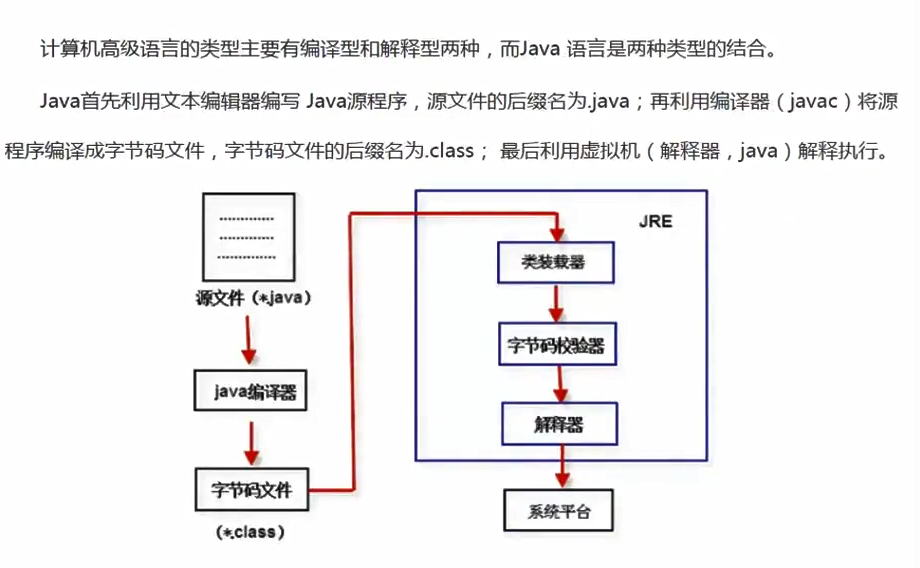 计算机高级语言的类型主要有编译型和解释型两种，而Java 语言是两种类型的结合。
Java首先利用文本编辑器编写 Java源程序，源文件的后缀名为.java；再利用编译器（javac）将源
程序编译成字节码文件，字节码文件的后缀名为.class； 最后利用虚拟机（解释器，java）解释执行。
源文件（*.java）
java编译器
字节码文件
（*.class）
JRE
类装载器
字节码校验器
解释器
系统平台